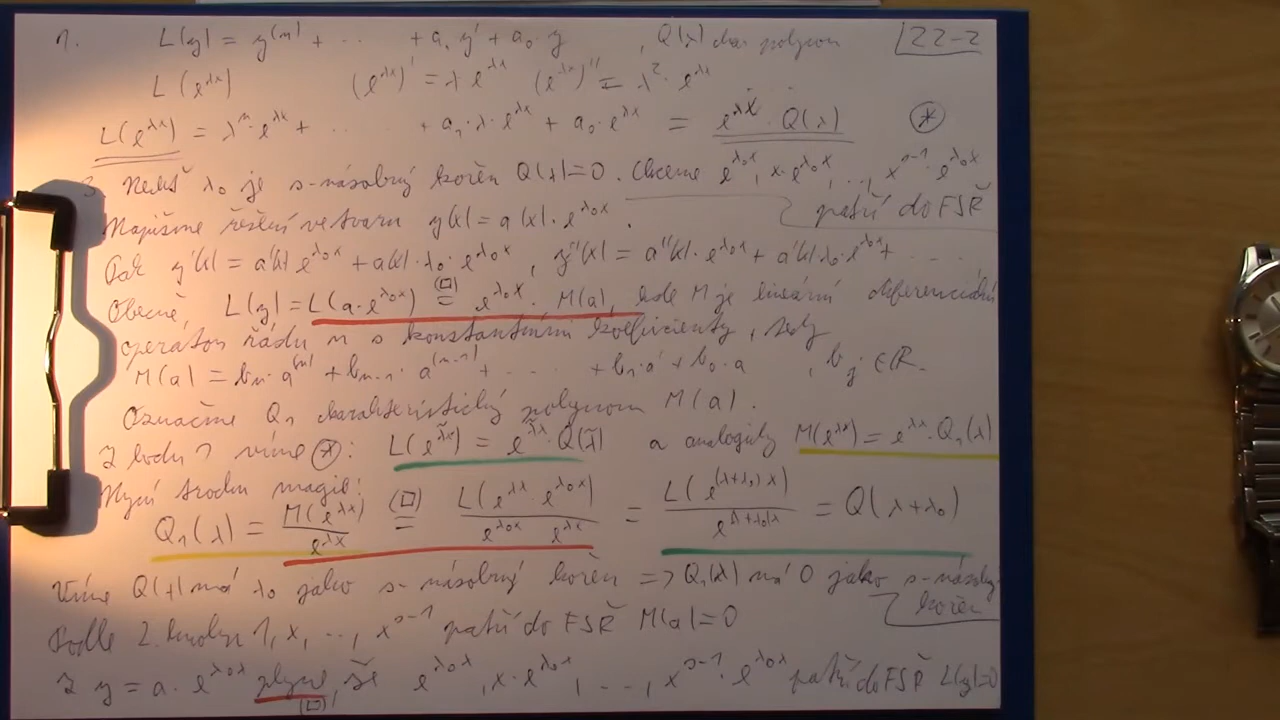 1. L(y) = y⁽ⁿ⁾ + ... + a₁ y' + a₀ y , Q(λ) char. polynom 22-2
L(e^{λx}) (e^{λx})' = λ e^{λx} (e^{λx})'' = λ² · e^{λx}
L(e^{λx}) = λⁿ · e^{λx} + ... + a₁ · λ · e^{λx} + a₀ · e^{λx} = e^{λx} · Q(λ) (*)
3 Nechť λ₀ je s-násobný kořen Q(λ)=0. Chceme e^{λ₀x}, x·e^{λ₀x}, ..., x^{s-1} · e^{λ₀x}
patří do FSŘ
Napišme řešení ve tvaru y(x) = a(x) · e^{λ₀x} .
Pak y'(x) = a'(x) e^{λ₀x} + a(x) · λ₀ · e^{λ₀x}, y''(x) = a''(x) · e^{λ₀x} + a'(x) λ₀ · e^{λ₀x} + ...
Obecně, L(y) = L(a · e^{λ₀x}) (□)= e^{λ₀x} · M(a), kde M je lineární diferenciální
operátor řádu n s konstantními koeficienty, tedy
M(a) = bₙ · a⁽ⁿ⁾ + bₙ₋₁ · a⁽ⁿ⁻¹⁾ + ... + b₁ · a' + b₀ · a , bⱼ ∈ R.
Označme Q₁ charakteristický polynom M(a).
Z bodu 1 víme (*): L(e^{λ̃x}) = e^{λ̃x} · Q(λ̃) a analogicky M(e^{λx}) = e^{λx} · Q₁(λ)
Nyní trochu magie:
Q₁(λ) = M(e^{λx}) / e^{λx} (□)= L(e^{λx} · e^{λ₀x}) / e^{λ₀x} e^{λx} = L(e^{(λ+λ₀)x}) / e^{(λ+λ₀)x} = Q(λ+λ₀)
Víme Q(λ) má λ₀ jako s-násobný kořen => Q₁(λ) má 0 jako s-násobný
kořen
Podle 2. 1, x, ..., x^{s-1} patří do FSŘ M(a)=0
Z y = a · e^{λ₀x} plyne, že e^{λ₀x}, x · e^{λ₀x}, ..., x^{s-1} · e^{λ₀x} patří do FSŘ L(y)=0
(□)